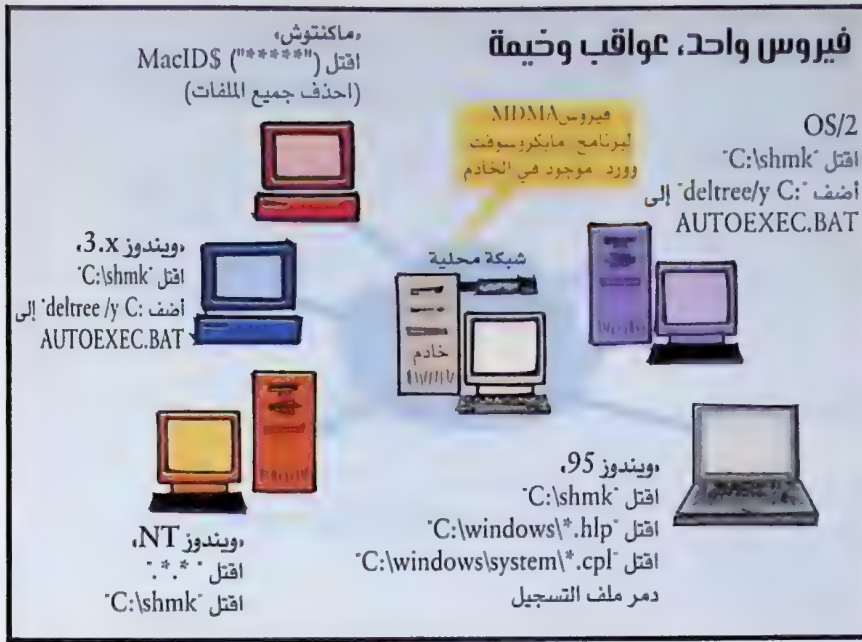 فيروس واحد، عواقب وخيمة
«ماكنتوش»
اقتل ("*****") MacID$
(احذف جميع الملفات)
فيروس MDMA
لبرنامج مايكروسوفت
وورد موجود في الخادم
OS/2
اقتل "C:\shmk"
أضف "deltree/y C:" إلى
AUTOEXEC.BAT
«ويندوز 3.x»
اقتل "C:\shmk"
أضف "deltree /y C:" إلى
AUTOEXEC.BAT
شبكة محلية
خادم
«ويندوز NT»
اقتل "*.*"
اقتل "C:\shmk"
«ويندوز 95»
اقتل "C:\shmk"
اقتل "C:\windows\*.hlp"
اقتل "C:\windows\system\*.cpl"
دمر ملف التسجيل